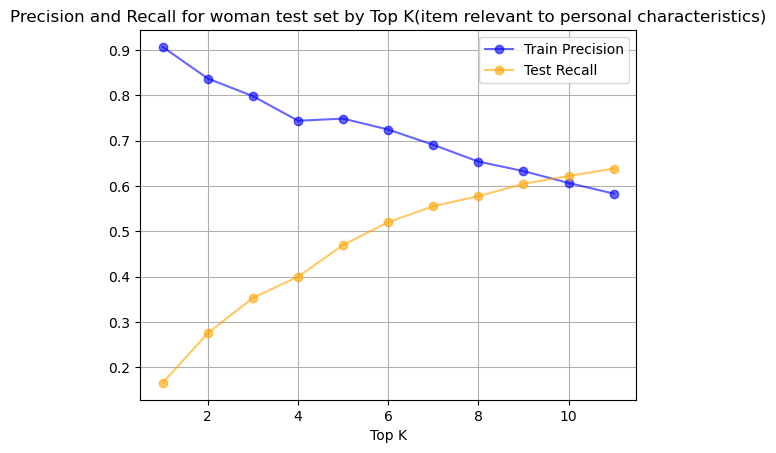 Precision and Recall for woman test set by Top K(item relevant to personal characteristics)
Train Precision
Test Recall
0.9
0.8
0.7
0.6
0.5
0.4
0.3
0.2
2 4 6 8 10
Top K